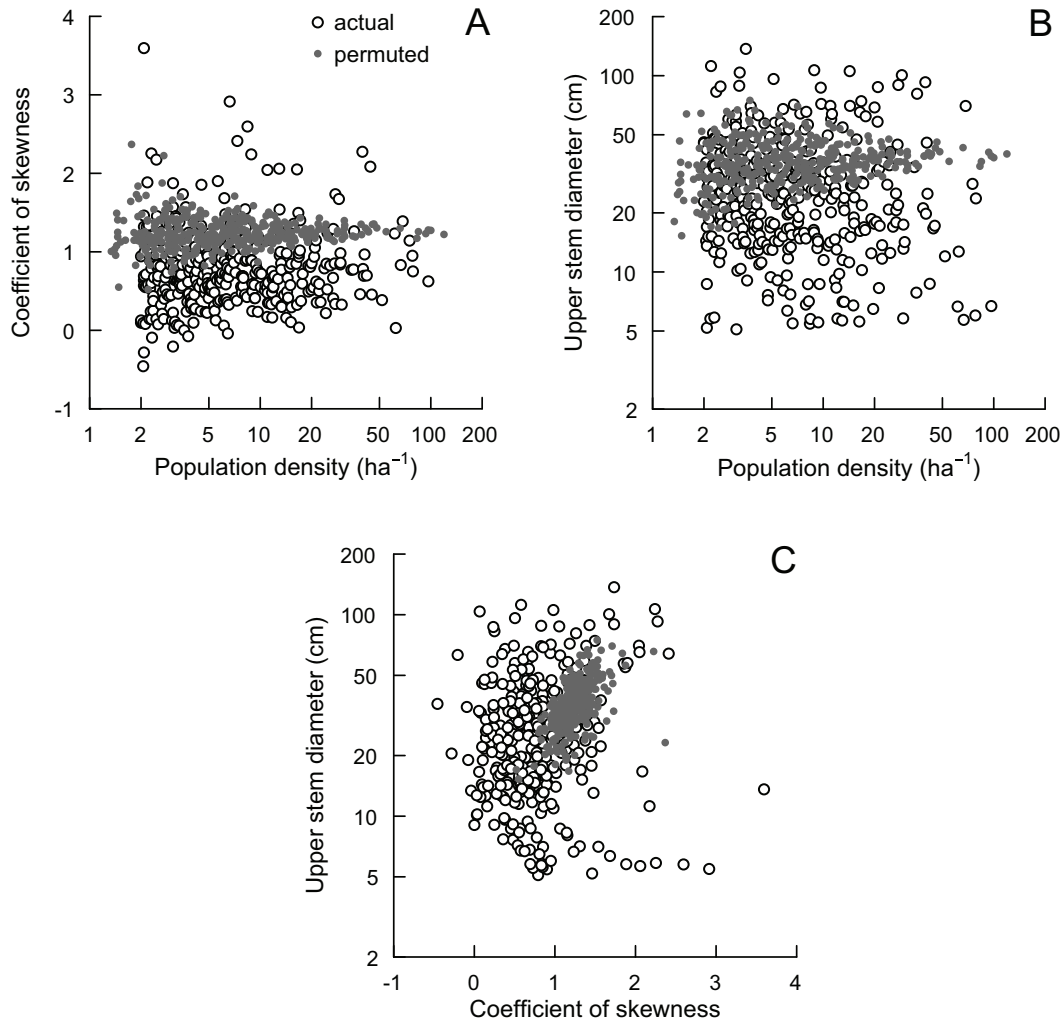 A
actual
permuted
4
3
2
1
0
-1
Coefficient of skewness
1 2 5 10 20 50 100 200
Population density (ha⁻¹)
B
200
100
50
20
10
5
2
Upper stem diameter (cm)
1 2 5 10 20 50 100 200
Population density (ha⁻¹)
C
200
100
50
20
10
5
2
Upper stem diameter (cm)
-1 0 1 2 3 4
Coefficient of skewness